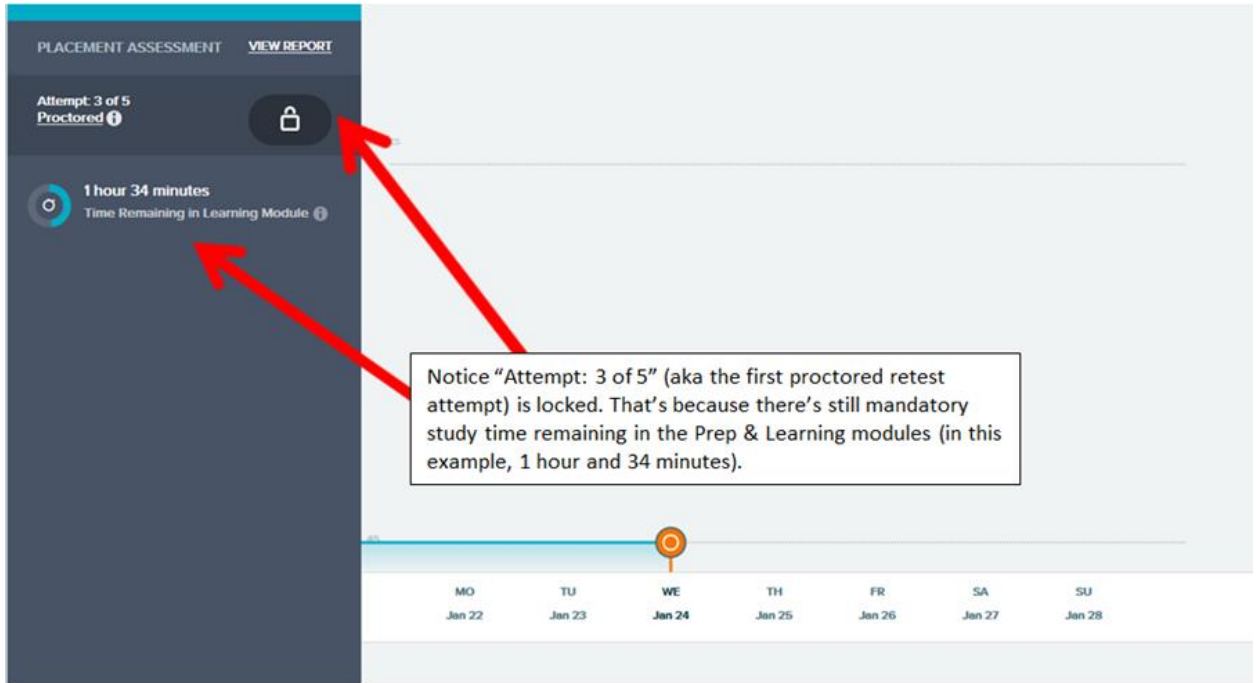 PLACEMENT ASSESSMENT VIEW REPORT
Attempt: 3 of 5
Proctored
1 hour 34 minutes
Time Remaining in Learning Module
Notice “Attempt: 3 of 5” (aka the first proctored retest
attempt) is locked. That’s because there’s still mandatory
study time remaining in the Prep & Learning modules (in this
example, 1 hour and 34 minutes).
45
MO TU WE TH FR SA SU
Jan 22 Jan 23 Jan 24 Jan 25 Jan 26 Jan 27 Jan 28